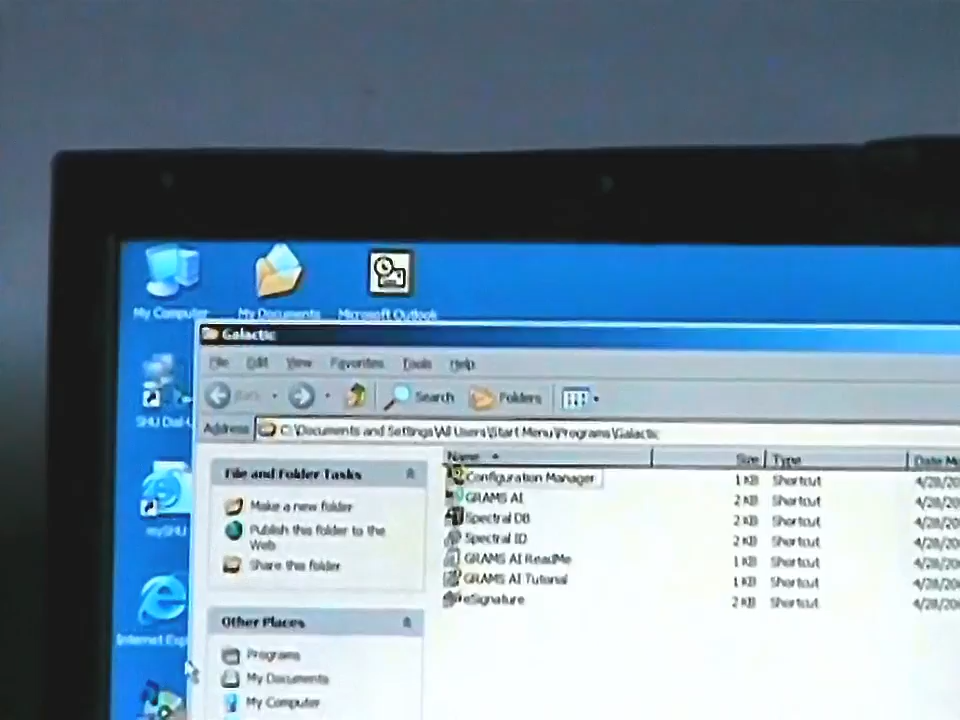 My Computer My Documents Microsoft Outlook
Galactic
File Edit View Favorites Tools Help
Back Search Folders
SHU Dial-U
Address C:\Documents and Settings\All Users\Start Menu\Programs\Galactic
Name Size Type Date Mo
File and Folder Tasks
Configuration Manager 1 KB Shortcut 4/28/20
GRAMS AI 2 KB Shortcut 4/28/20
Make a new folder
Spectral DB 2 KB Shortcut 4/28/20
mySHU
Publish this folder to the
Web
Spectral ID 2 KB Shortcut 4/28/20
Share this folder
GRAMS AI ReadMe 1 KB Shortcut 4/28/20
GRAMS AI Tutorial 1 KB Shortcut 4/28/20
eSignature 2 KB Shortcut 4/28/20
Other Places
Internet Exp
Programs
My Documents
My Computer